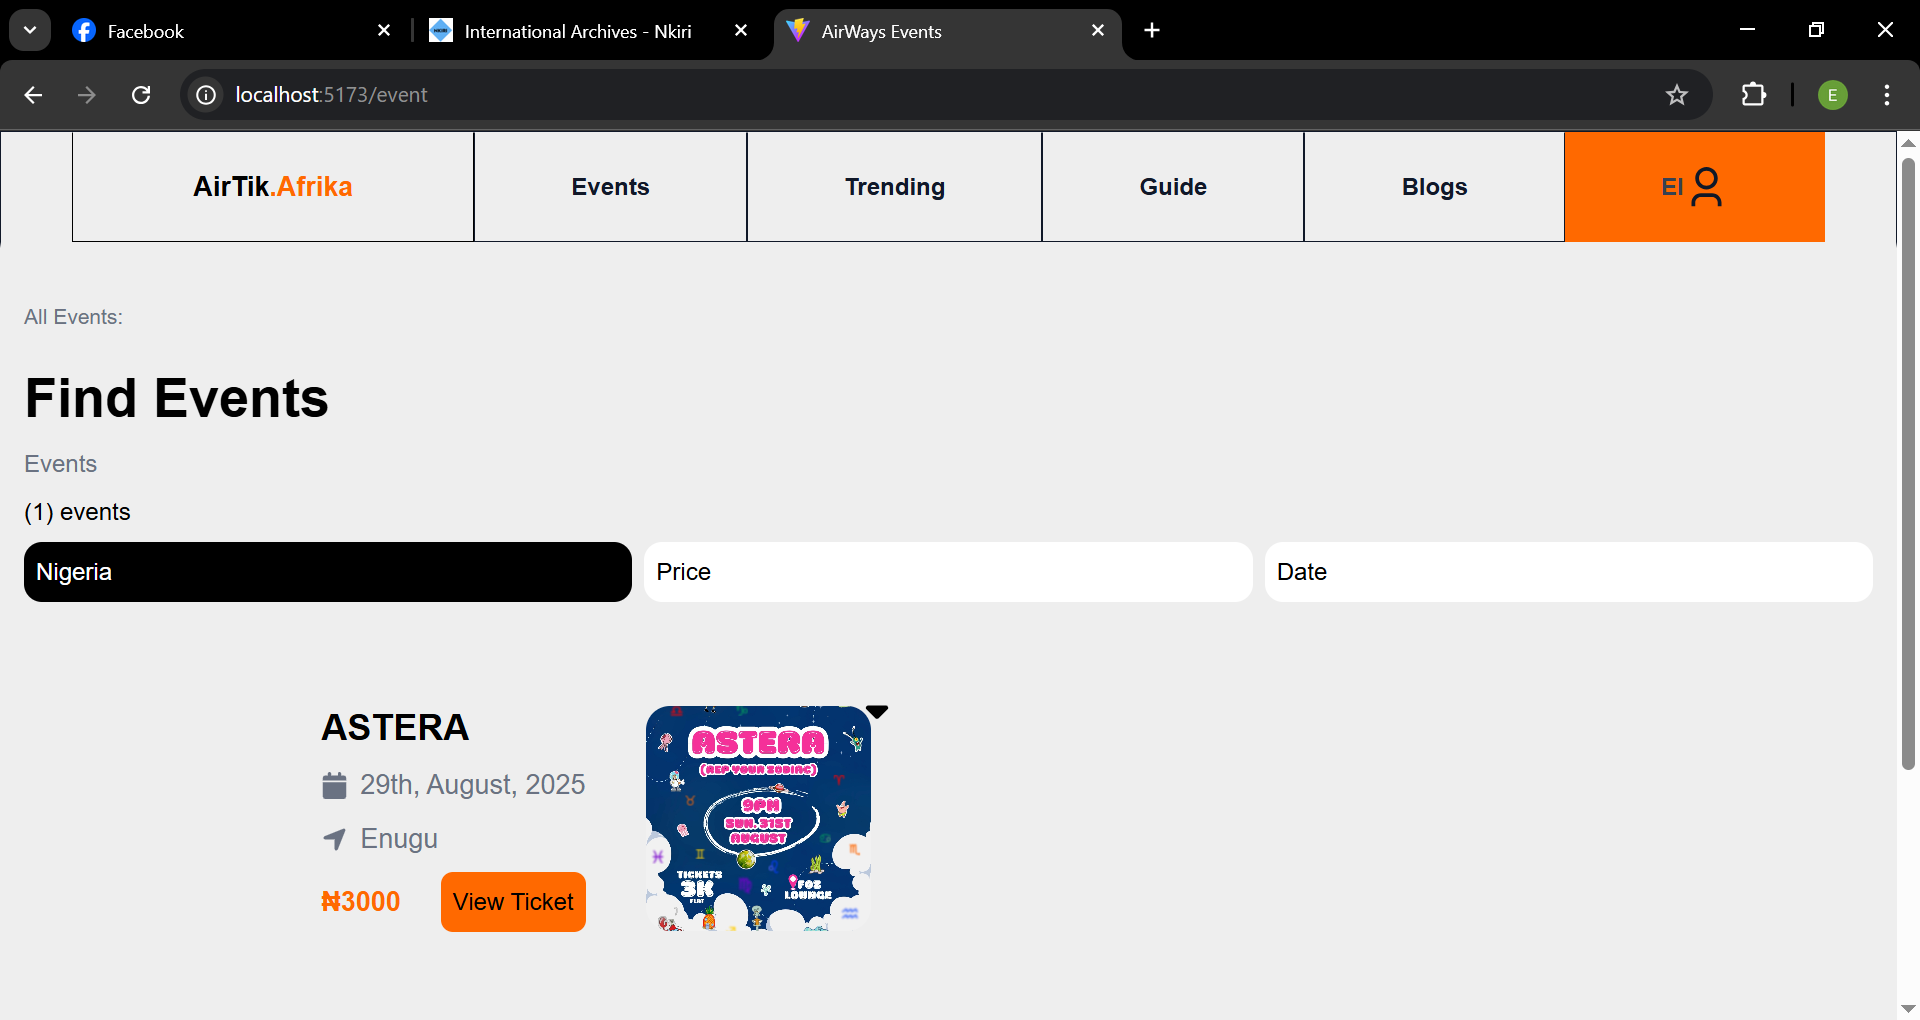 Facebook
International Archives - Nkiri
AirWays Events
localhost:5173/event
E
AirTik.Afrika
Events
Trending
Guide
Blogs
EI
All Events:
Find Events
Events
(1) events
Nigeria
Price
Date
ASTERA
29th, August, 2025
Enugu
₦3000
View Ticket
ASTERA
(REP YOUR ZODIAC)
9PM
SUN. 31ST
AUGUST
TICKETS
3K
FLAT
FOZ
LOUNGE